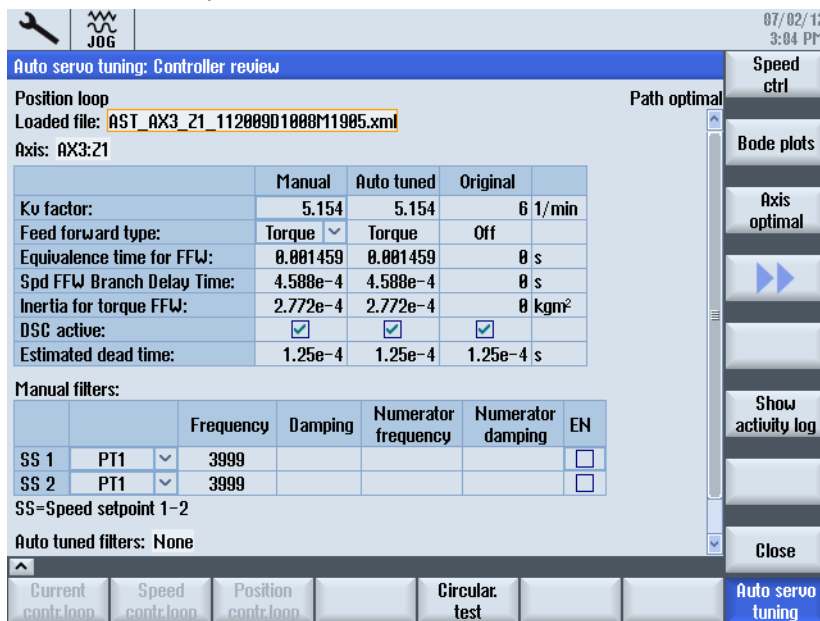 JOG
07/02/12
3:04 PM
Auto servo tuning: Controller review
Position loop
Path optimal
Loaded file: AST_AX3_Z1_112009D1008M1905.xml
Axis: AX3:Z1
Manual Auto tuned Original
Kv factor: 5.154 5.154 6 1/min
Feed forward type: Torque Torque Off
Equivalence time for FFW: 0.001459 0.001459 0 s
Spd FFW Branch Delay Time: 4.588e-4 4.588e-4 0 s
Inertia for torque FFW: 2.772e-4 2.772e-4 0 kgm²
DSC active:
Estimated dead time: 1.25e-4 1.25e-4 1.25e-4 s
Manual filters:
Frequency Damping Numerator frequency Numerator damping EN
SS 1 PT1 3999
SS 2 PT1 3999
SS=Speed setpoint 1-2
Auto tuned filters: None
Speed
ctrl
Bode plots
Axis
optimal
Show
activity log
Close
Current
contr.loop
Speed
contr.loop
Position
contr.loop
Circular.
test
Auto servo
tuning